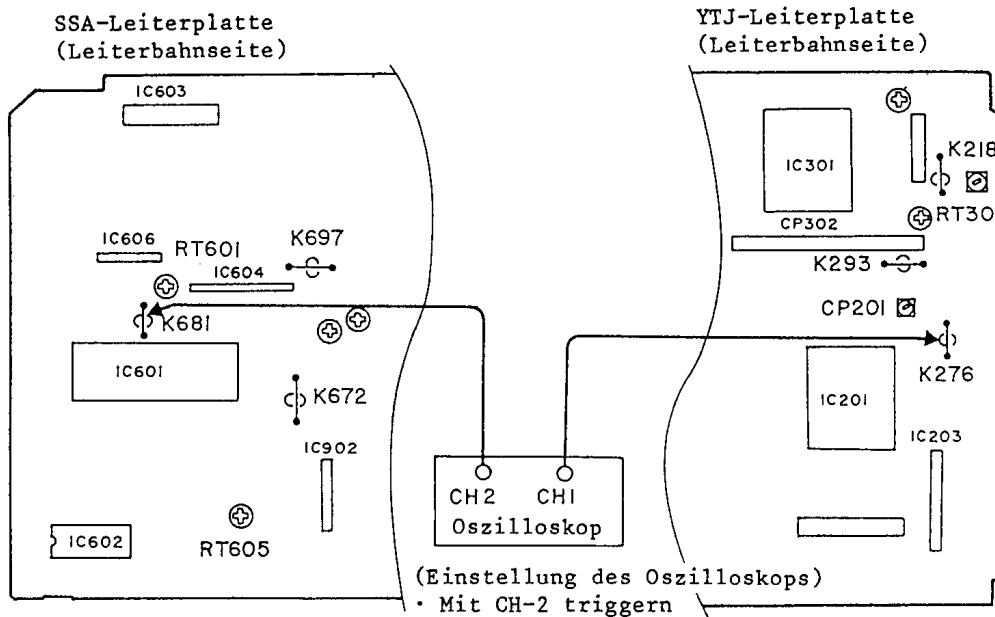 SSA-Leiterplatte
(Leiterbahnseite)
YTJ-Leiterplatte
(Leiterbahnseite)
IC603
IC606
RT601
K697
IC604
K681
IC601
K672
IC902
IC602
RT605
IC301
K218
RT30
CP302
K293
CP201
K276
IC201
IC203
CH2
CH1
Oszilloskop
(Einstellung des Oszilloskops)
· Mit CH-2 triggern